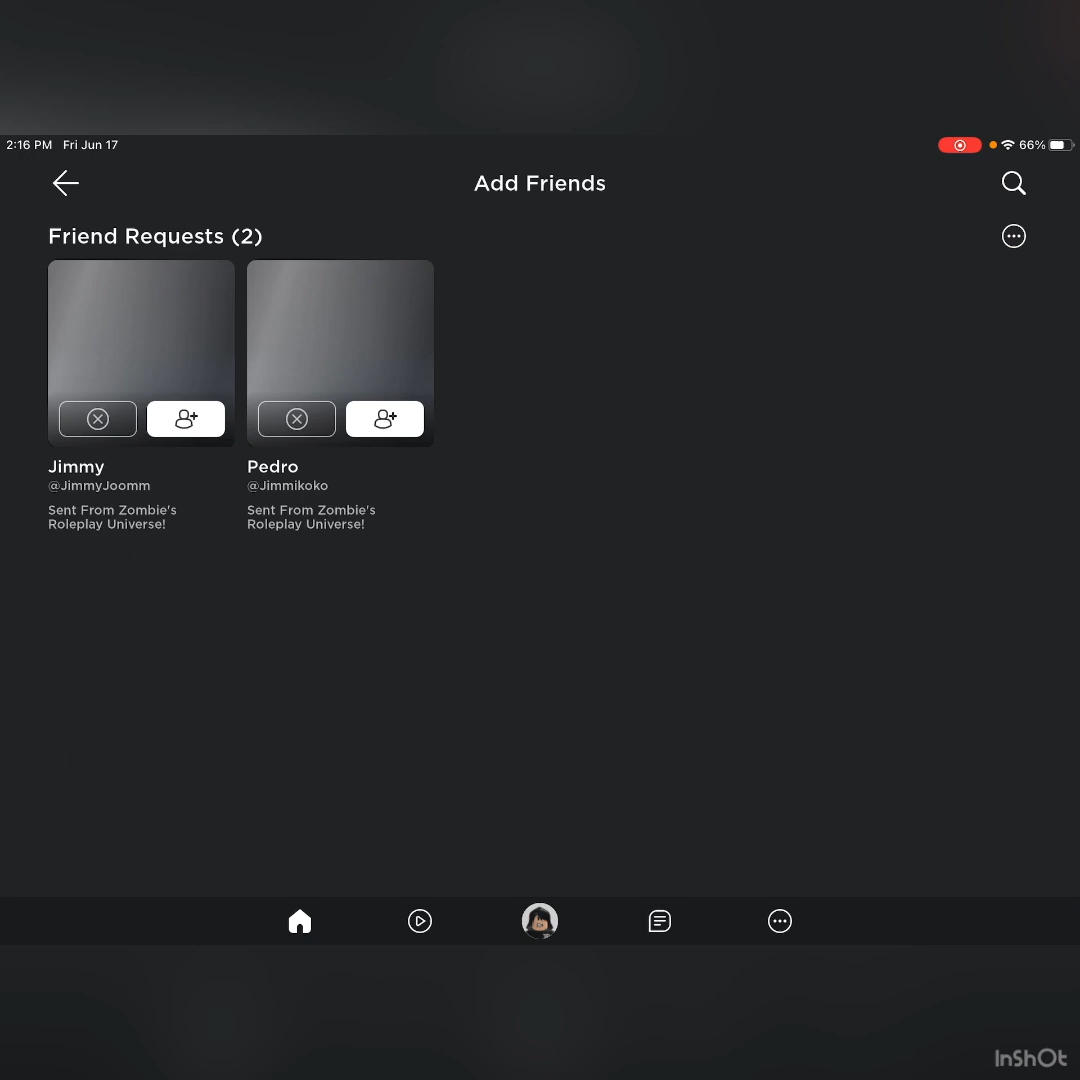 2:16 PM Fri Jun 17
66%
Add Friends
Friend Requests (2)
Jimmy
@JimmyJoomm
Sent From Zombie's
Roleplay Universe!
Pedro
@Jimmikoko
Sent From Zombie's
Roleplay Universe!
InShOt